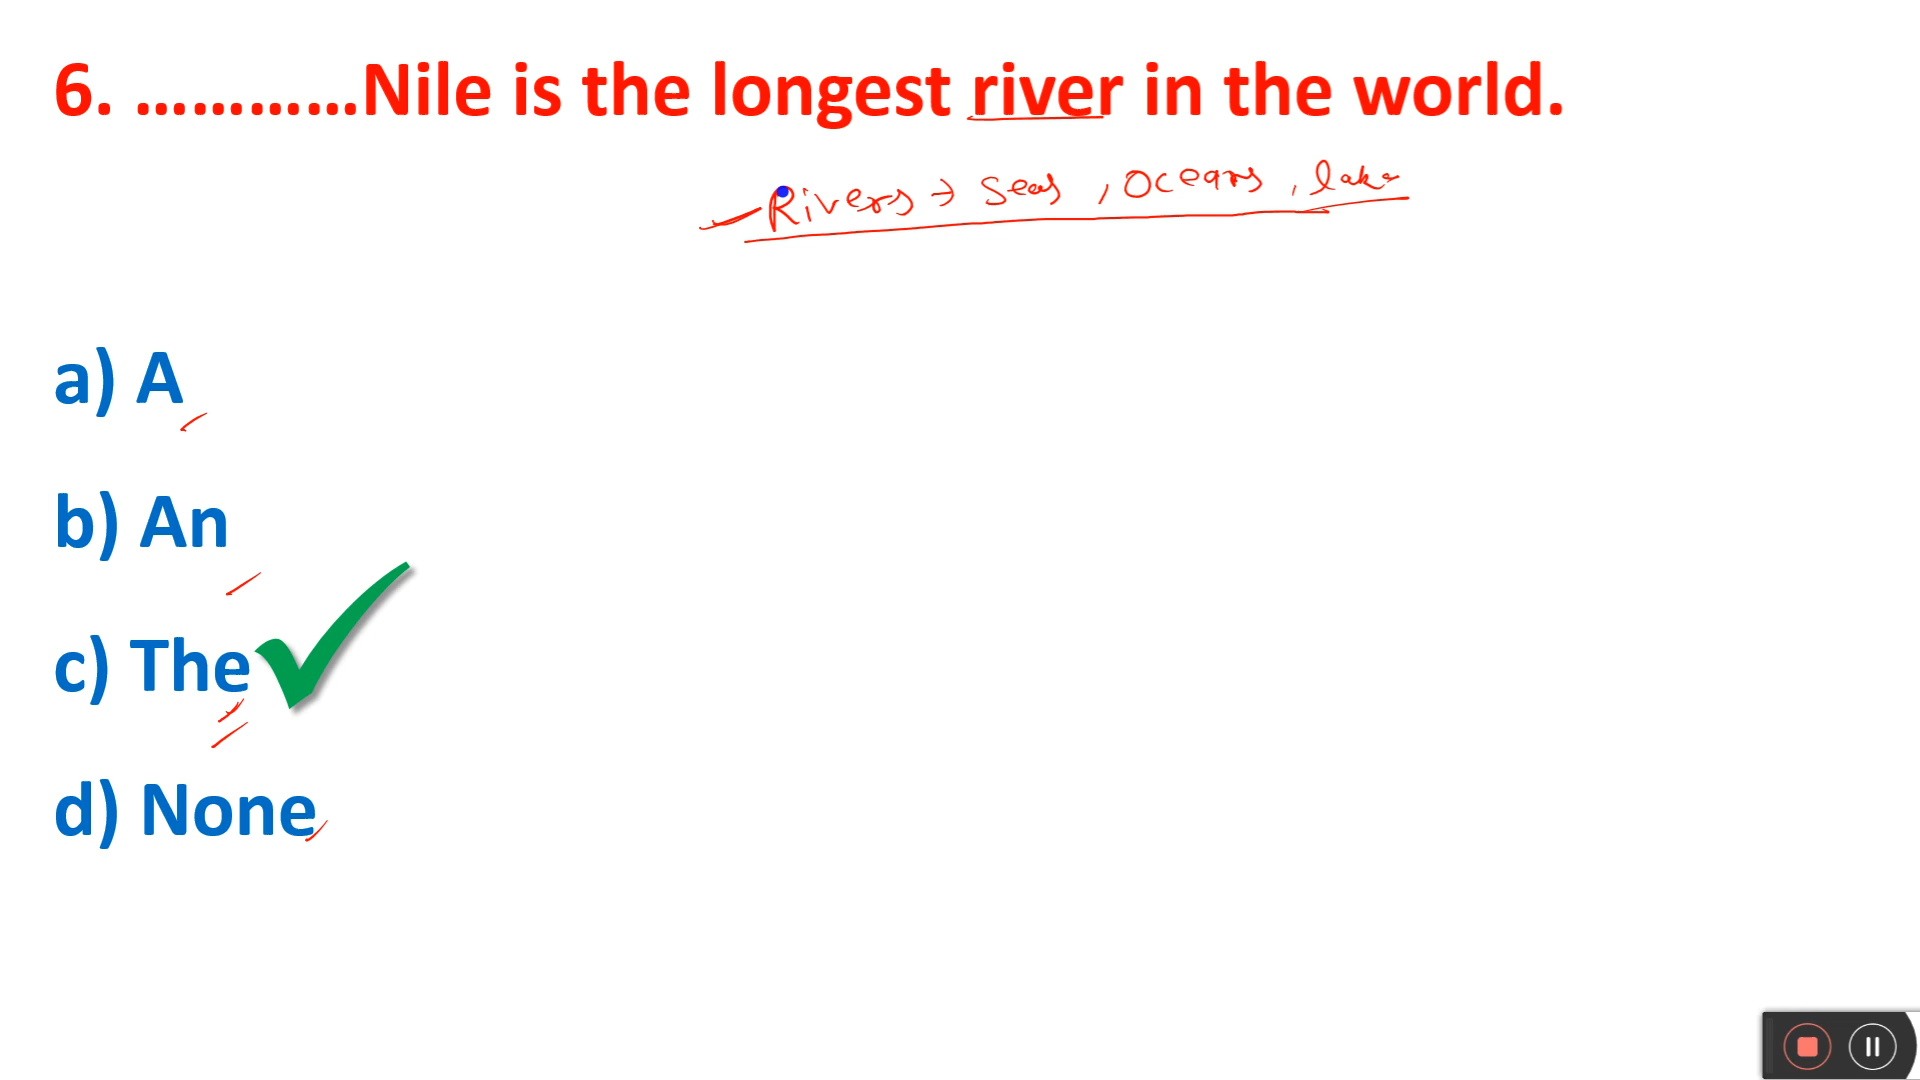 6. …………Nile is the longest river in the world.
Rivers → Seas , Oceans , lake
a) A
b) An
c) The
d) None